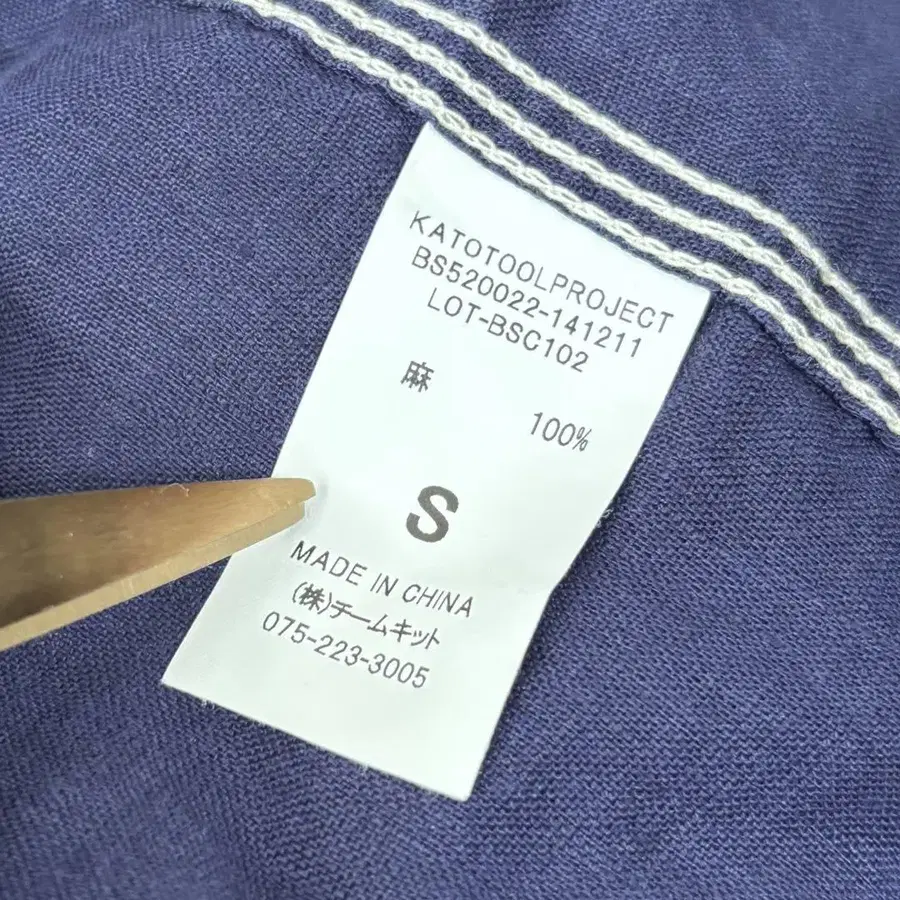 KATOTOOLPROJECT
BS520022-141211
LOT-BSC102
麻 100%
S
MADE IN CHINA
(株)チームキット
075-223-3005